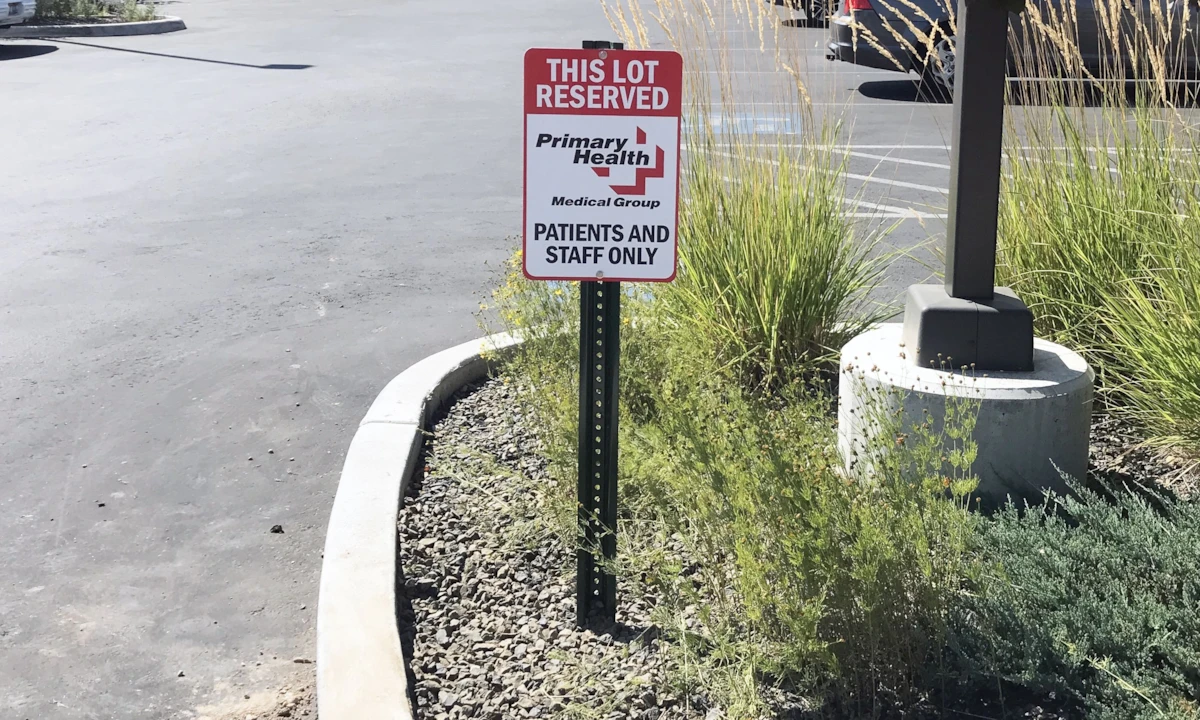 THIS LOT
RESERVED
Primary
Health
Medical Group
PATIENTS AND
STAFF ONLY